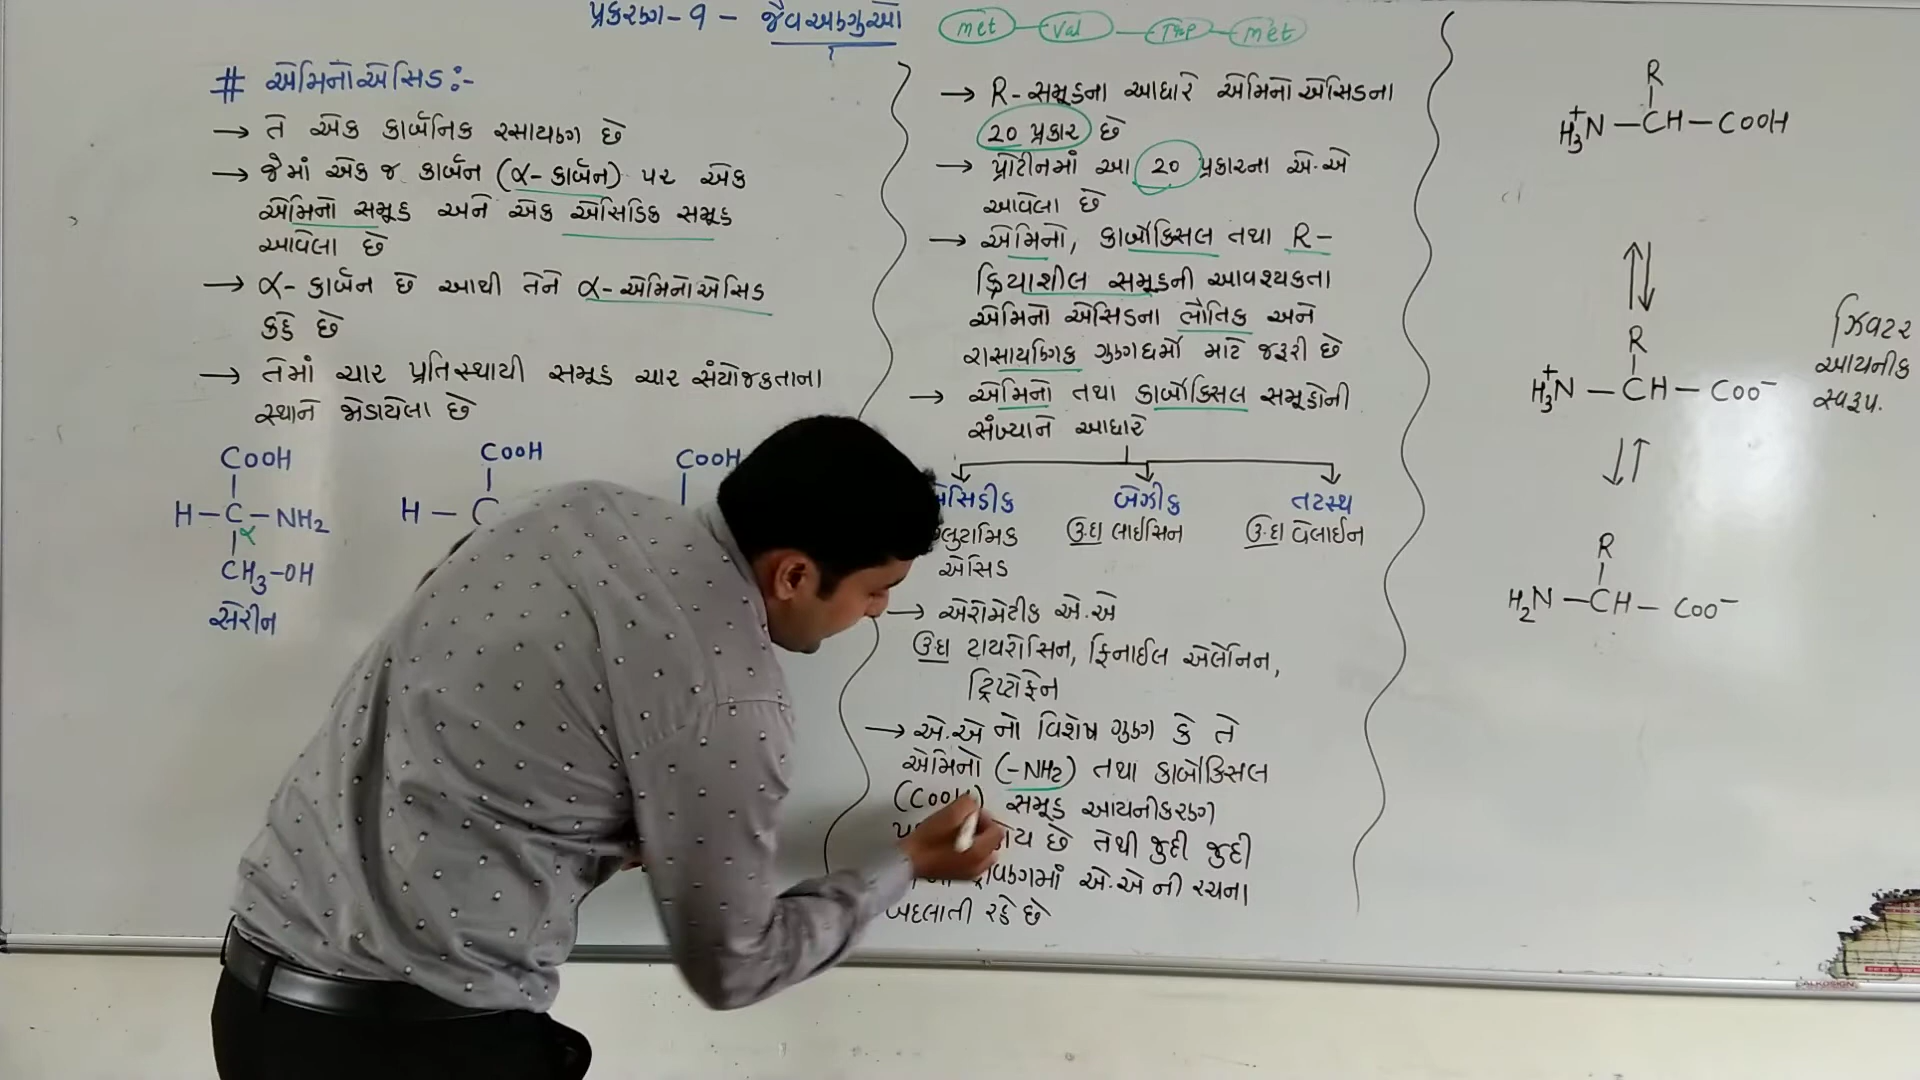 પ્રકરણ-૧ - જૈવઅણુઓ
met val Trp met
# એમિનોએસિડ:-
→ તે એક કાર્બનિક રસાયણ છે
→ જેમાં એક જ કાર્બન (α-કાર્બન) પર એક
એમિનો સમૂહ અને એક એસિડિક સમૂહ
આવેલા છે
→ α-કાર્બન છે આથી તેને α-એમિનોએસિડ
કહે છે
→ તેમાં ચાર પ્રતિસ્થાયી સમૂહ ચાર સંયોજકતાના
સ્થાને જોડાયેલા છે
COOH
H-C-NH2
α
CH3-OH
સેરીન
COOH
H-C
COOH
→ R-સમૂહના આધારે એમિનોએસિડના
20 પ્રકાર છે
→ પ્રોટીનમાં આ 20 પ્રકારના એ.એ
આવેલા છે
→ એમિનો, કાર્બોક્સિલ તથા R-
ક્રિયાશીલ સમૂહની આવશ્યકતા
એમિનો એસિડના ભૌતિક અને
રાસાયણિક ગુણધર્મો માટે જરૂરી છે
→ એમિનો તથા કાર્બોક્સિલ સમૂહોની
સંખ્યાને આધારે
બેઝીક તટસ્થ
ઉ.દા લાઈસિન ઉ.દા વેલાઈન
એસિડ
→ એરોમેટીક એ.એ
ઉ.દા ટાયરોસિન, ફિનાઈલ એલેનિન,
ટ્રિપ્ટોફેન
→ એ.એ નો વિશેષ ગુણ કે તે
એમિનો (-NH2) તથા કાર્બોક્સિલ
(COOH) સમૂહ આયનીકરણ
છે તેથી જુદી જુદી
એ.એ ની રચના
બદલાતી રહે છે
R
H3N+-CH-COOH
⇅
R
H3N+-CH-COO-
ઝિવટર
આયનીક
સ્વરૂપ.
⇅
R
H2N-CH-COO-